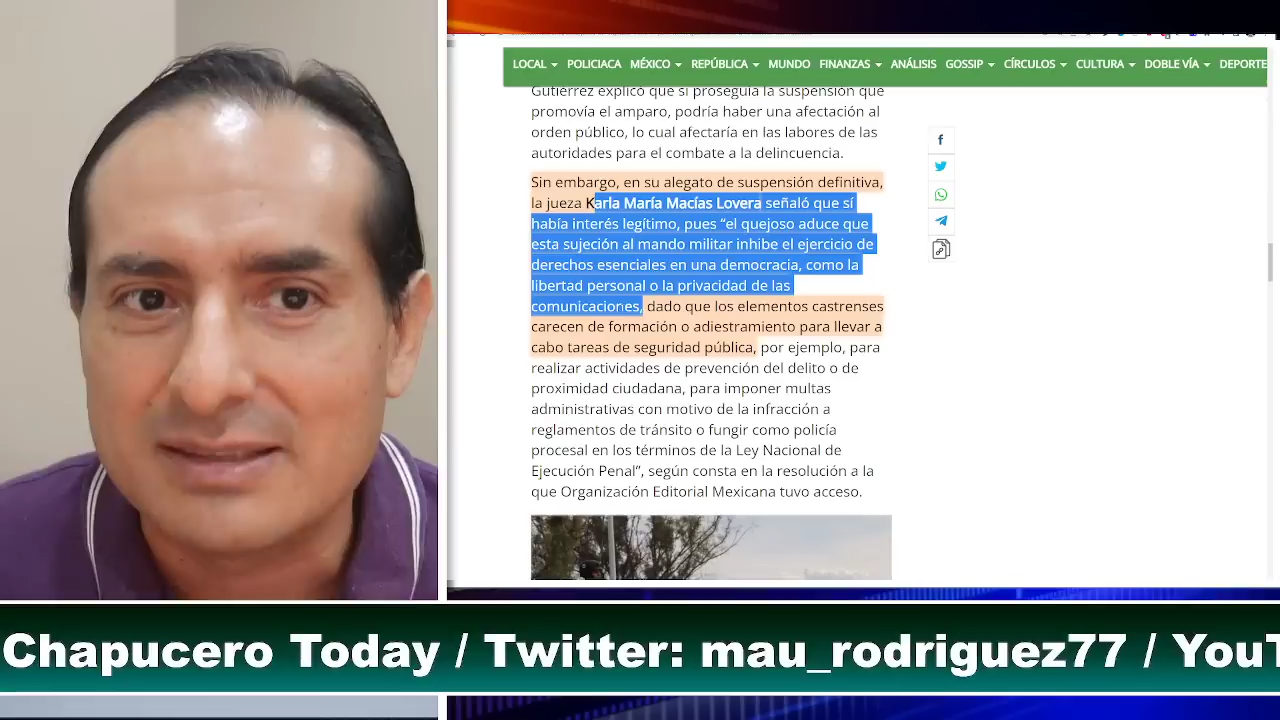 LOCAL POLICIACA MÉXICO REPÚBLICA MUNDO FINANZAS ANÁLISIS GOSSIP CÍRCULOS CULTURA DOBLE VÍA DEPORTE
Gutiérrez explicó que si proseguía la suspensión que
promovía el amparo, podría haber una afectación al
orden público, lo cual afectaría en las labores de las
autoridades para el combate a la delincuencia.
Sin embargo, en su alegato de suspensión definitiva,
la jueza Karla María Macías Lovera señaló que sí
había interés legítimo, pues “el quejoso aduce que
esta sujeción al mando militar inhibe el ejercicio de
derechos esenciales en una democracia, como la
libertad personal o la privacidad de las
comunicaciones, dado que los elementos castrenses
carecen de formación o adiestramiento para llevar a
cabo tareas de seguridad pública, por ejemplo, para
realizar actividades de prevención del delito o de
proximidad ciudadana, para imponer multas
administrativas con motivo de la infracción a
reglamentos de tránsito o fungir como policía
procesal en los términos de la Ley Nacional de
Ejecución Penal”, según consta en la resolución a la
que Organización Editorial Mexicana tuvo acceso.
Chapucero Today / Twitter: mau_rodriguez77 / YouT